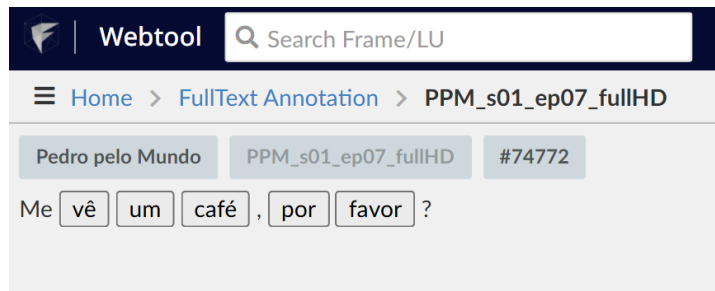 Webtool Search Frame/LU
Home > FullText Annotation > PPM_s01_ep07_fullHD
Pedro pelo Mundo PPM_s01_ep07_fullHD #74772
Me vê um café , por favor ?